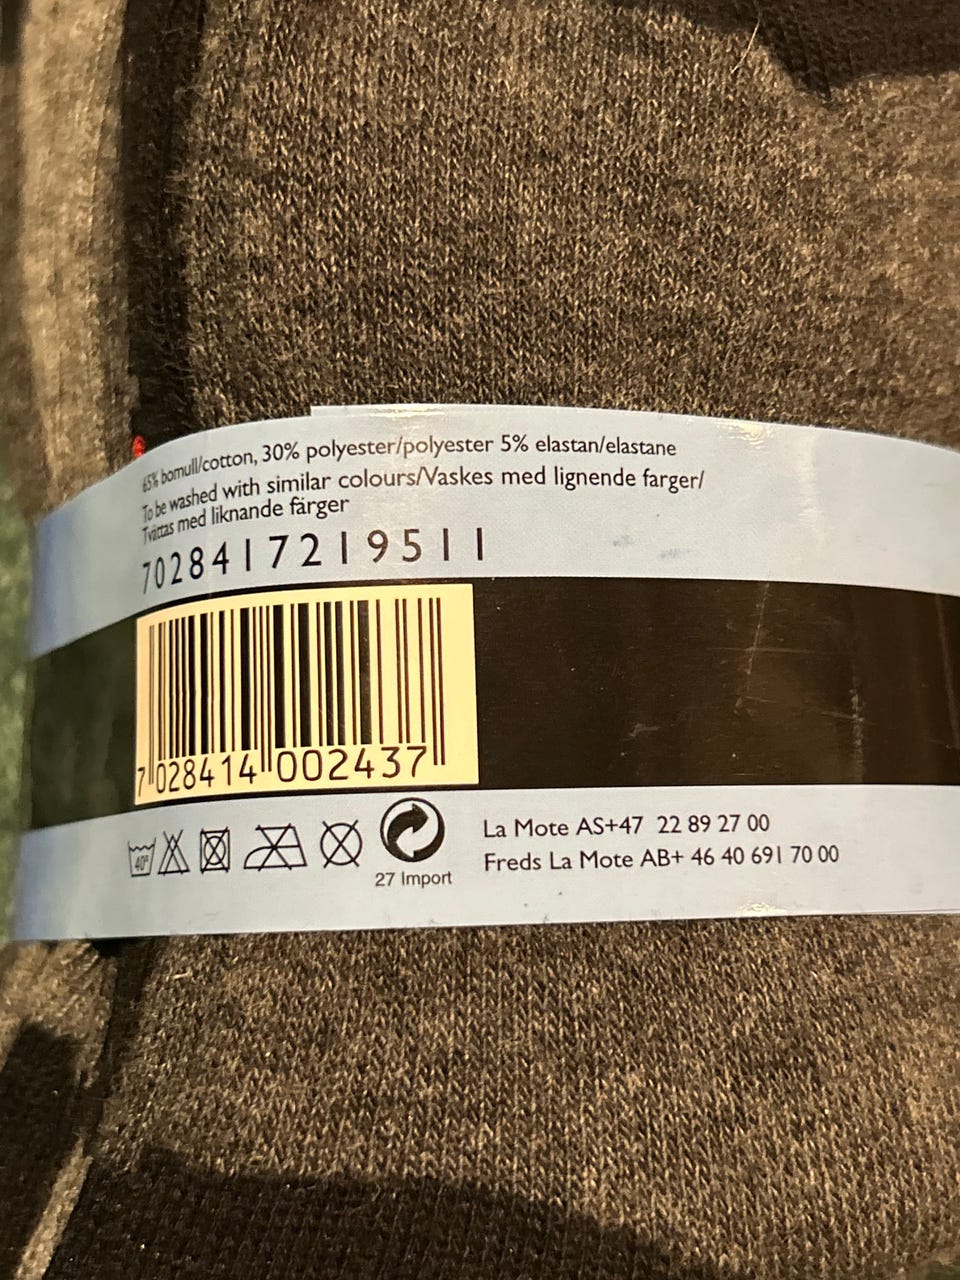 65% bomull/cotton, 30% polyester/polyester 5% elastan/elastane
To be washed with similar colours/Vaskes med lignende farger/
Tvättas med liknande färger
7028417219511
7 028414 002437
40°
27 Import
La Mote AS+47 22 89 27 00
Freds La Mote AB+ 46 40 691 70 00